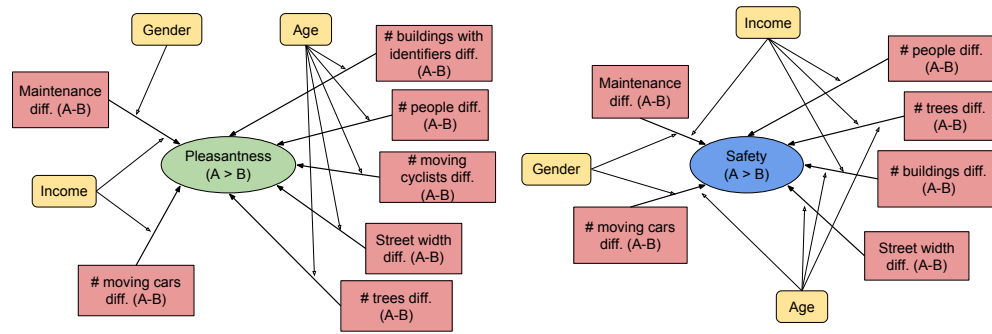 Gender
Age
# buildings with
identifiers diff.
(A-B)
Maintenance
diff. (A-B)
# people diff.
(A-B)
Pleasantness
(A > B)
# moving
cyclists diff.
(A-B)
Income
Street width
diff. (A-B)
# moving cars
diff. (A-B)
# trees diff.
(A-B)
Income
# people diff.
(A-B)
Maintenance
diff. (A-B)
# trees diff.
(A-B)
Safety
(A > B)
Gender
# buildings diff.
(A-B)
# moving cars
diff. (A-B)
Street width
diff. (A-B)
Age